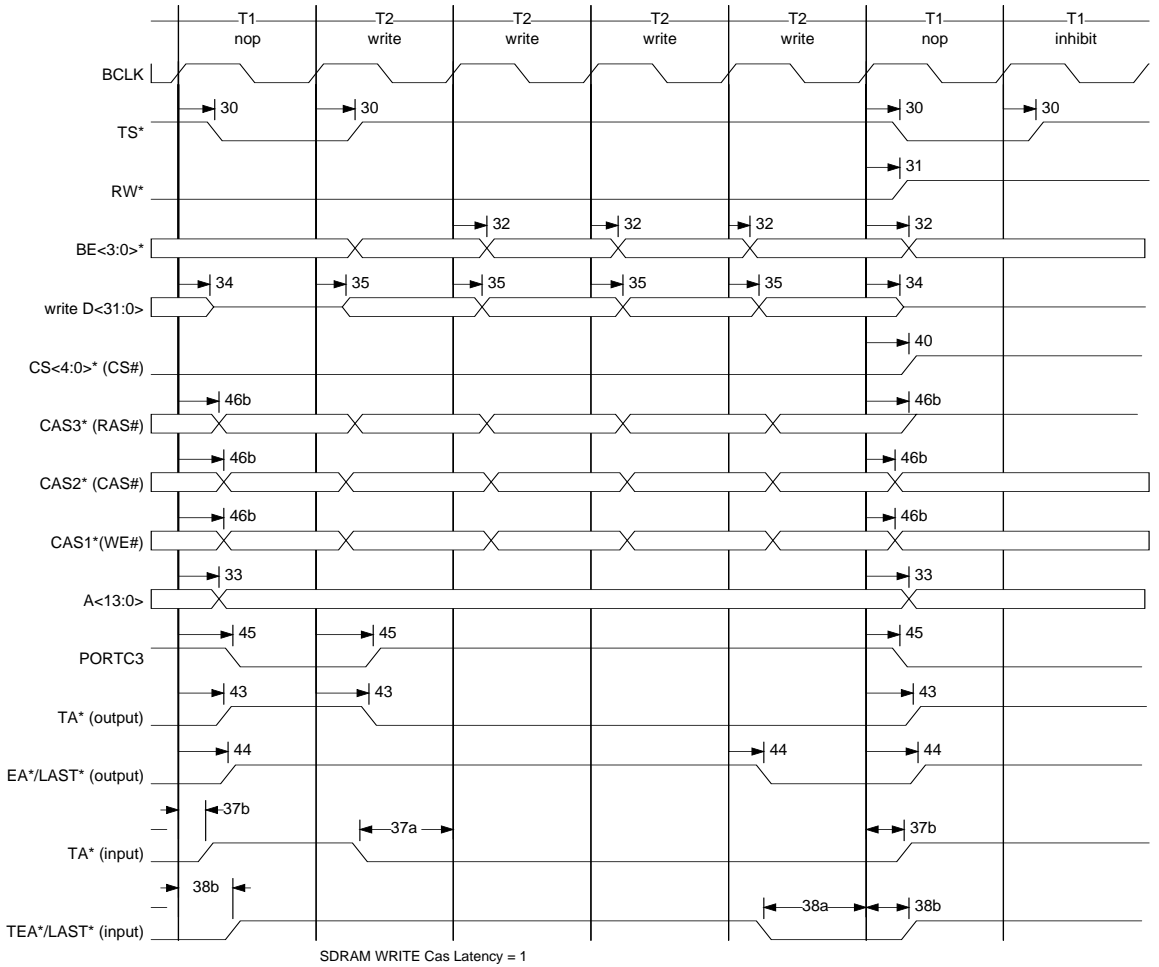 T1 T2 T2 T2 T2 T1 T1
nop write write write write nop inhibit
BCLK
30 30 30 30
TS*
31
RW*
32 32 32 32
BE<3:0>*
34 35 35 35 35 34
write D<31:0>
40
CS<4:0>* (CS#)
46b 46b
CAS3* (RAS#)
46b 46b
CAS2* (CAS#)
46b 46b
CAS1*(WE#)
33 33
A<13:0>
45 45 45
PORTC3
43 43 43
TA* (output)
44 44 44
EA*/LAST* (output)
37b 37a 37b
TA* (input)
38b 38a 38b
TEA*/LAST* (input)
SDRAM WRITE Cas Latency = 1